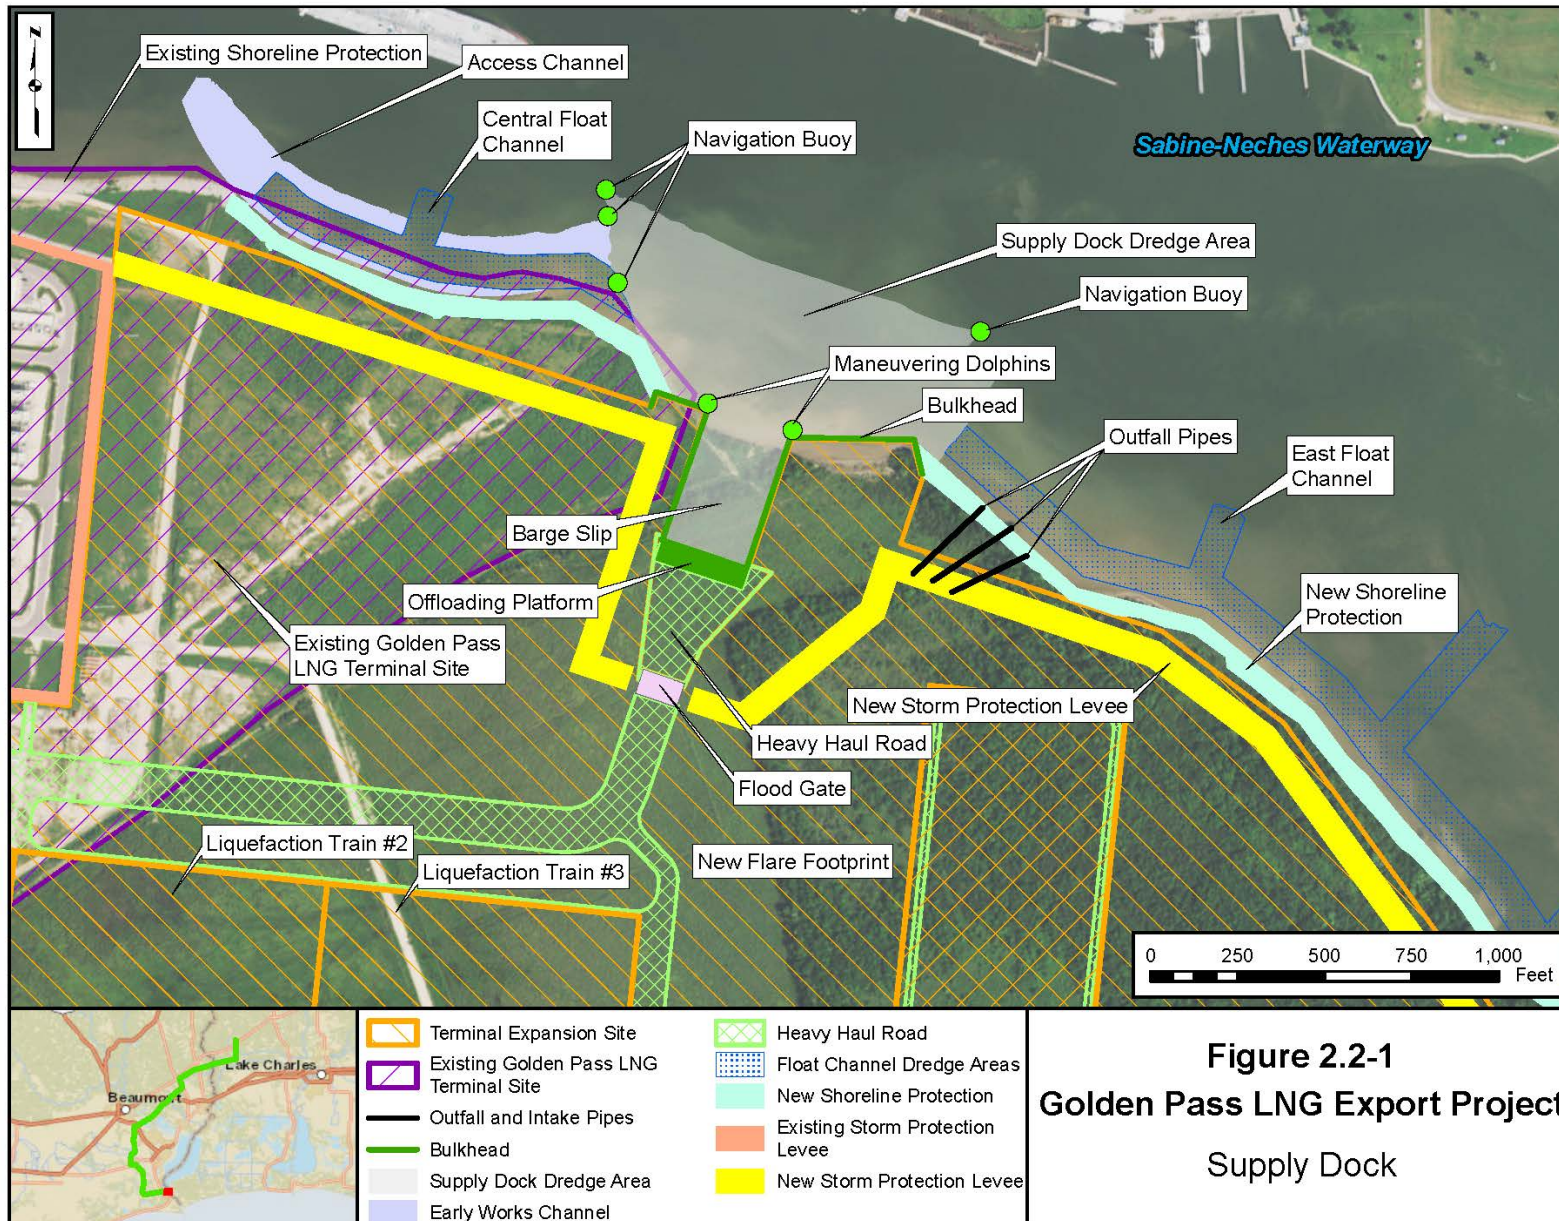 N
Existing Shoreline Protection
Access Channel
Central Float
Channel
Navigation Buoy
Sabine-Neches Waterway
Supply Dock Dredge Area
Navigation Buoy
Maneuvering Dolphins
Bulkhead
Outfall Pipes
East Float
Channel
Barge Slip
Offloading Platform
New Shoreline
Protection
Existing Golden Pass
LNG Terminal Site
New Storm Protection Levee
Heavy Haul Road
Flood Gate
Liquefaction Train #2
Liquefaction Train #3
New Flare Footprint
0 250 500 750 1,000
Feet
Lake Charles
Beaumont
Terminal Expansion Site
Existing Golden Pass LNG
Terminal Site
Outfall and Intake Pipes
Bulkhead
Supply Dock Dredge Area
Early Works Channel
Heavy Haul Road
Float Channel Dredge Areas
New Shoreline Protection
Existing Storm Protection
Levee
New Storm Protection Levee
Figure 2.2-1
Golden Pass LNG Export Project
Supply Dock